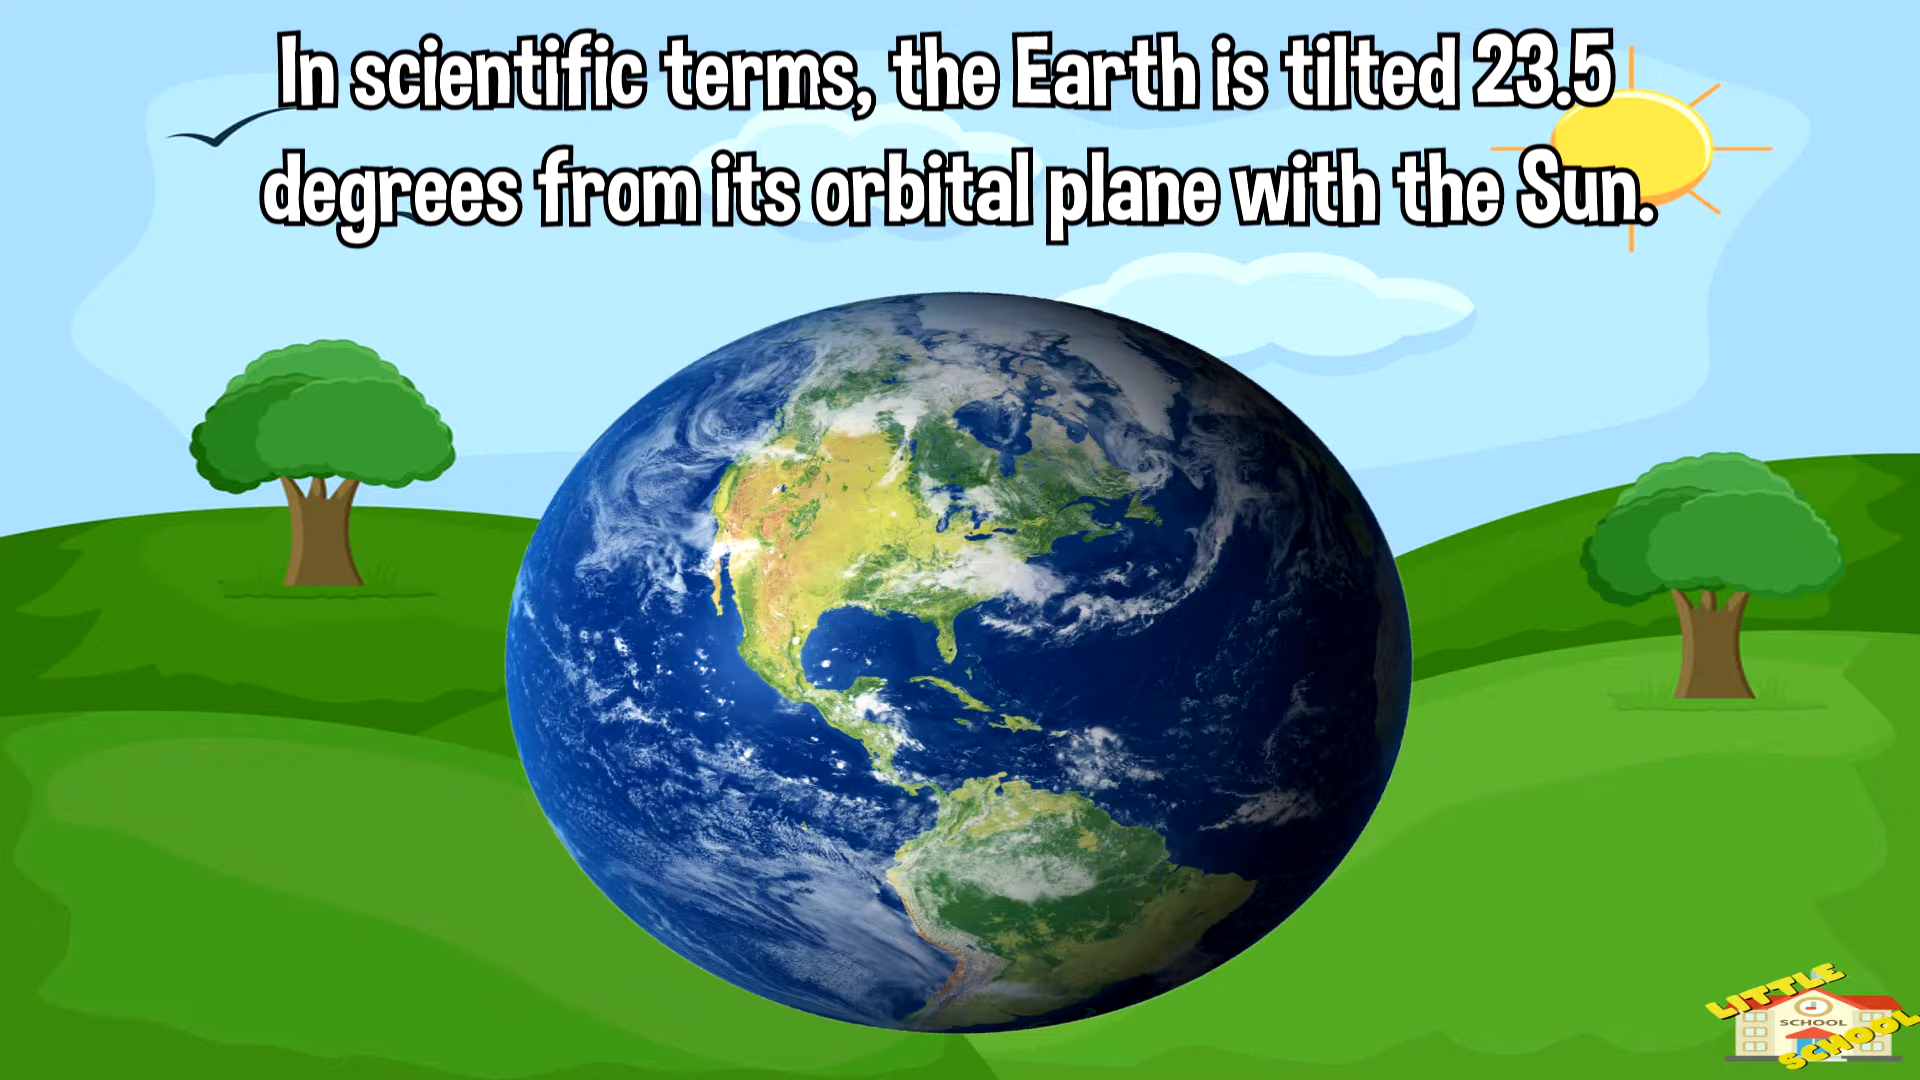 In scientific terms, the Earth is tilted 23.5
degrees from its orbital plane with the Sun.
LITTLE
SCHOOL
SCHOOL